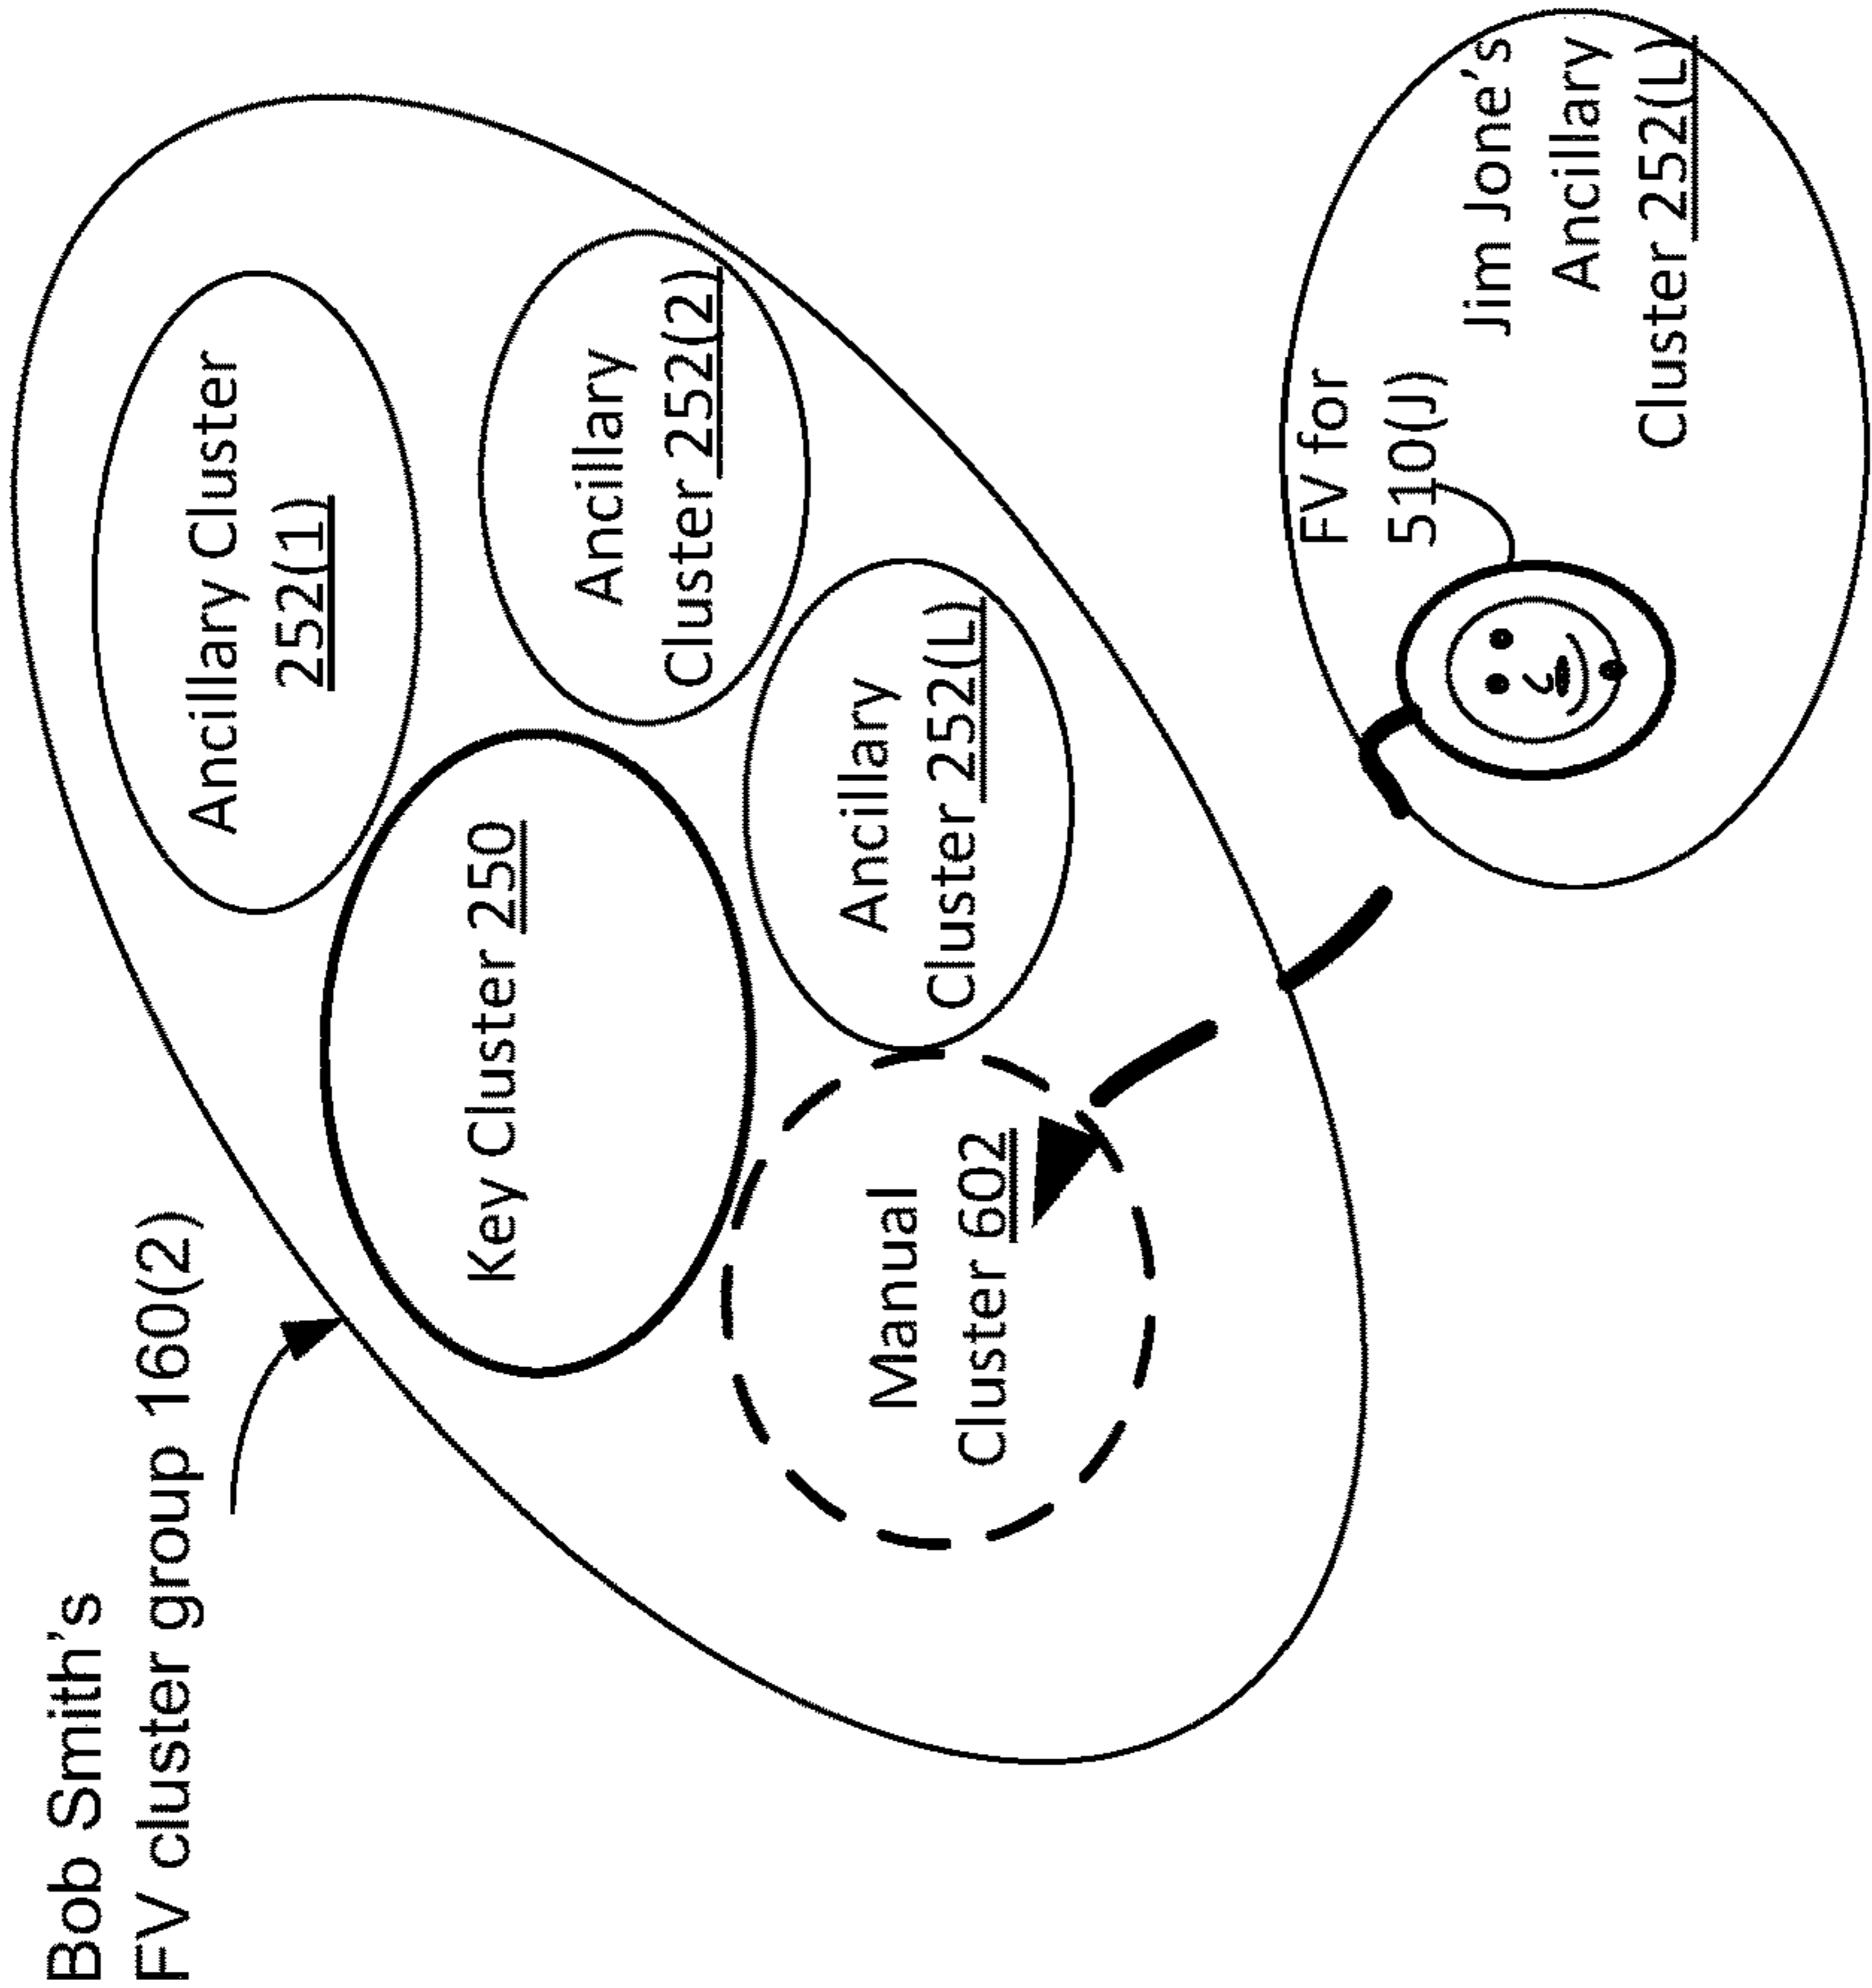 Bob Smith's
FV cluster group 160(2)
Ancillary Cluster
252(1)
Key Cluster 250
Ancillary
Cluster 252(2)
Ancillary
Cluster 252(L)
Manual
Cluster 602
FV for
510(J)
Jim Jone's
Ancillary
Cluster 252(L)